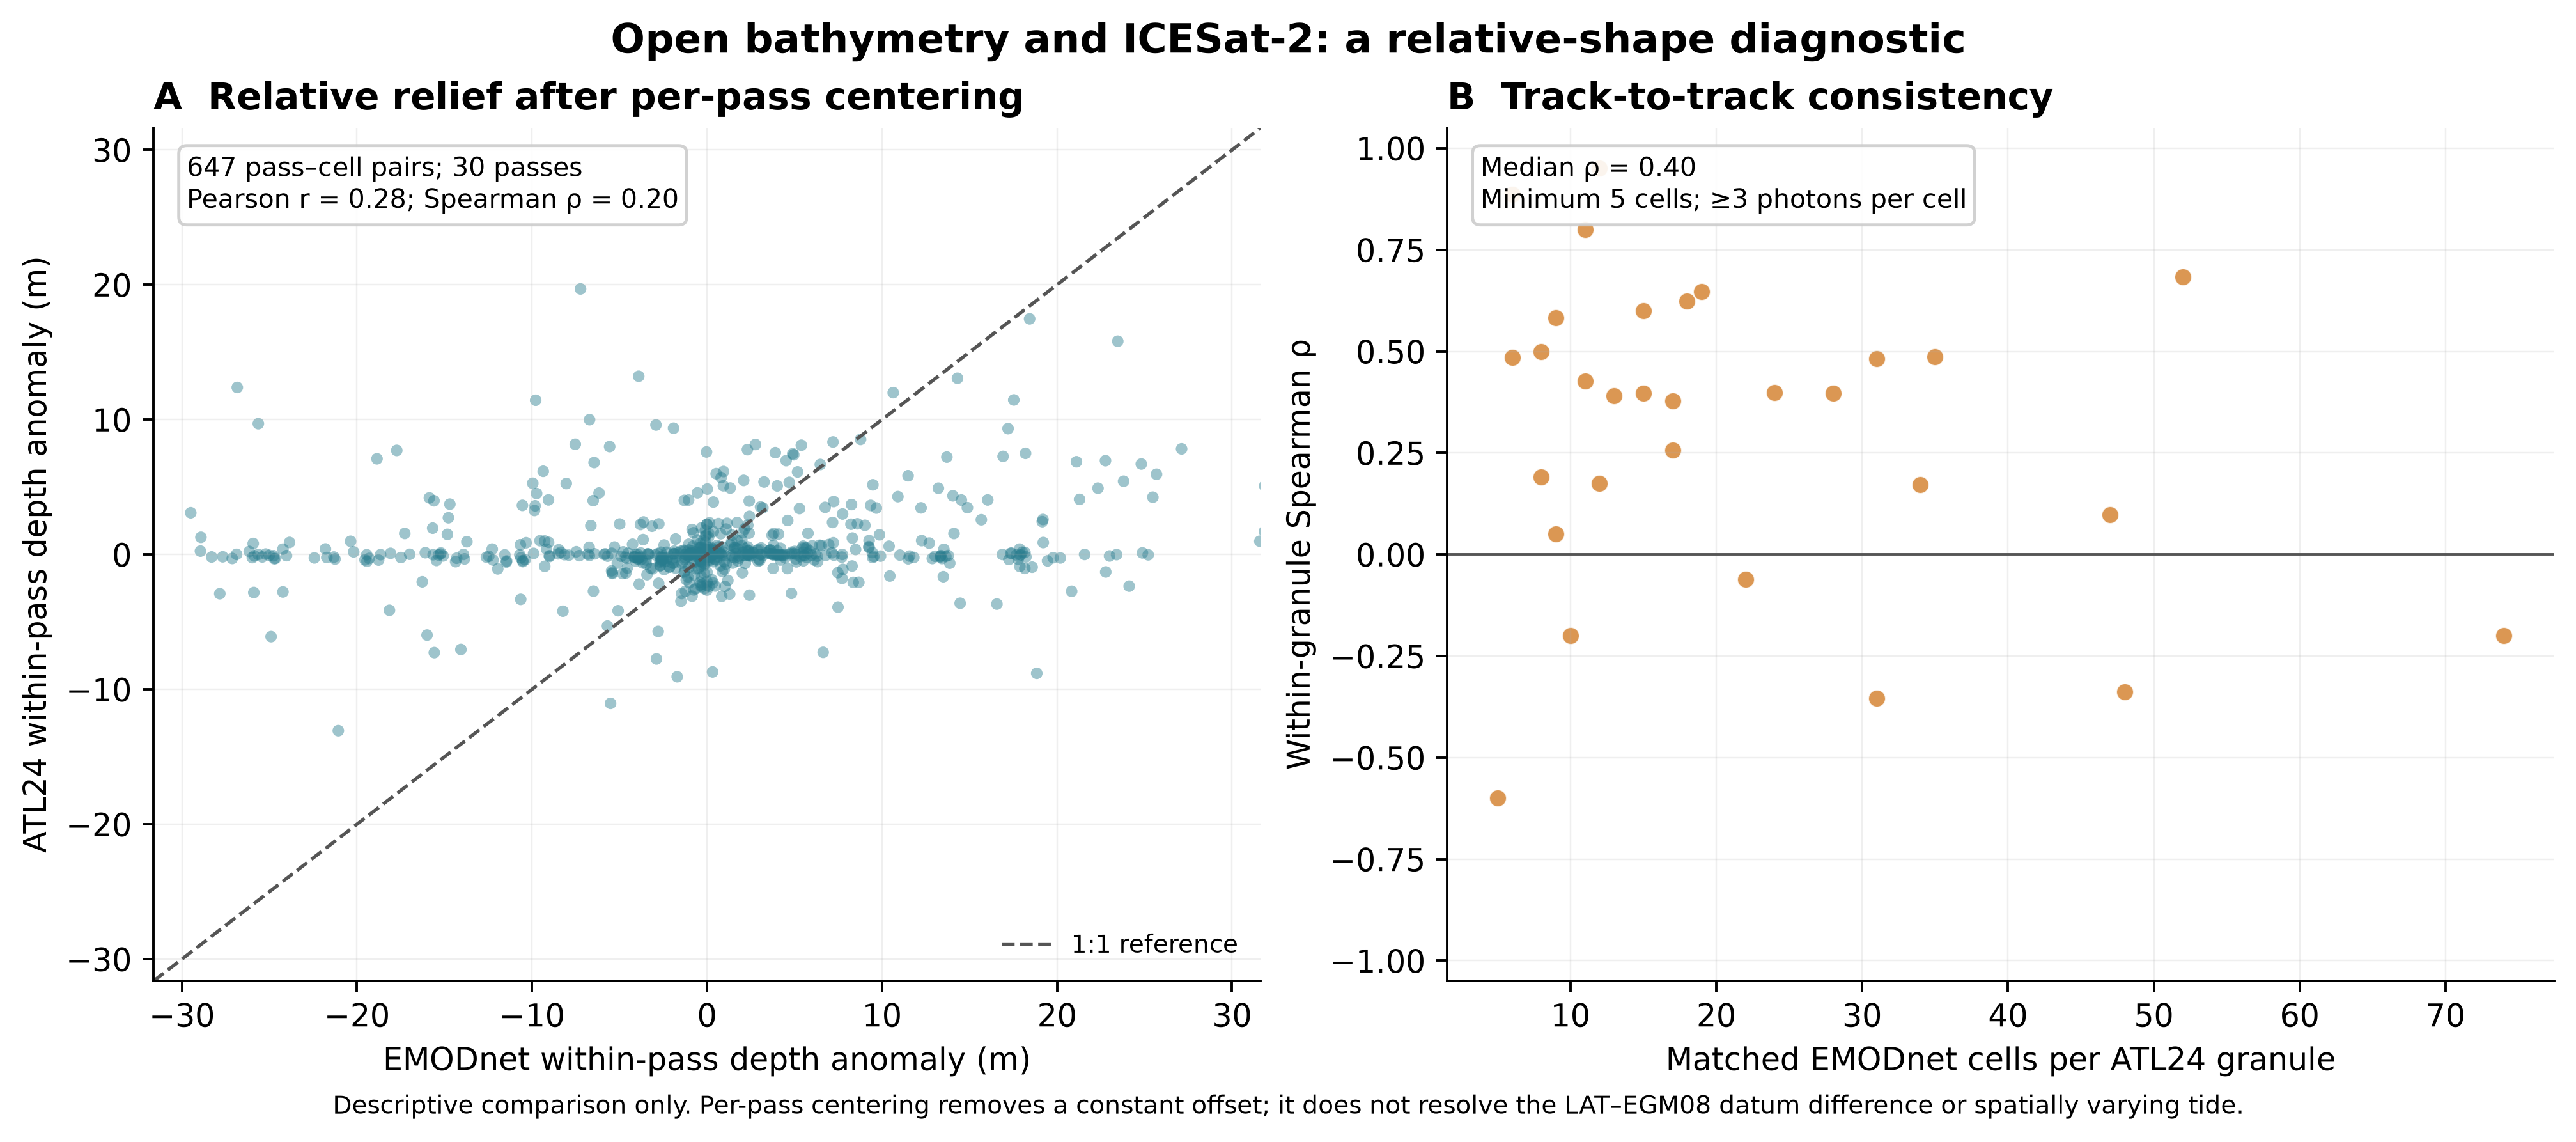 Open bathymetry and ICESat-2: a relative-shape diagnostic
A Relative relief after per-pass centering
647 pass–cell pairs; 30 passes
Pearson r = 0.28; Spearman ρ = 0.20
30
20
10
0
−10
−20
−30
ATL24 within-pass depth anomaly (m)
1:1 reference
−30 −20 −10 0 10 20 30
EMODnet within-pass depth anomaly (m)
B Track-to-track consistency
Median ρ = 0.40
Minimum 5 cells; ≥3 photons per cell
1.00
0.75
0.50
0.25
0.00
−0.25
−0.50
−0.75
−1.00
Within-granule Spearman ρ
10 20 30 40 50 60 70
Matched EMODnet cells per ATL24 granule
Descriptive comparison only. Per-pass centering removes a constant offset; it does not resolve the LAT–EGM08 datum difference or spatially varying tide.